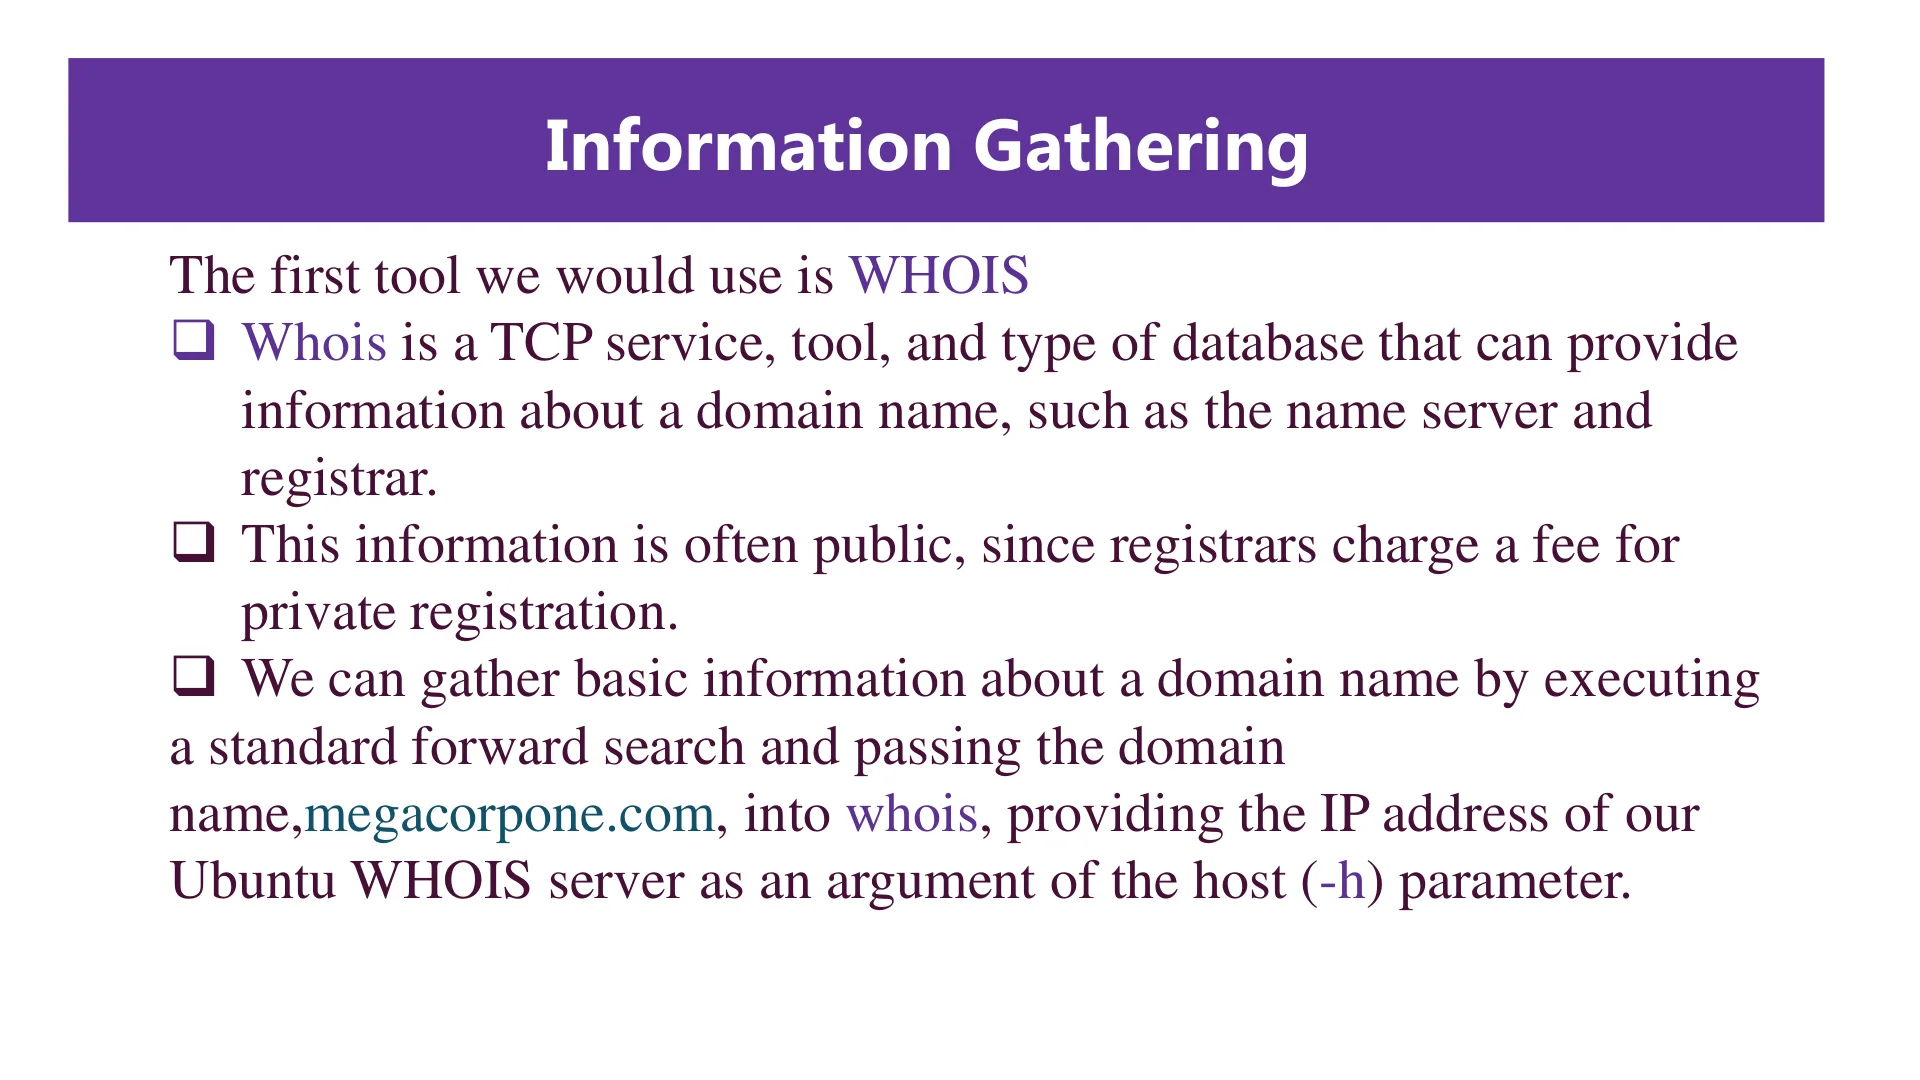 Information Gathering
The first tool we would use is WHOIS
❑ Whois is a TCP service, tool, and type of database that can provide
information about a domain name, such as the name server and
registrar.
❑ This information is often public, since registrars charge a fee for
private registration.
❑ We can gather basic information about a domain name by executing
a standard forward search and passing the domain
name,megacorpone.com, into whois, providing the IP address of our
Ubuntu WHOIS server as an argument of the host (-h) parameter.